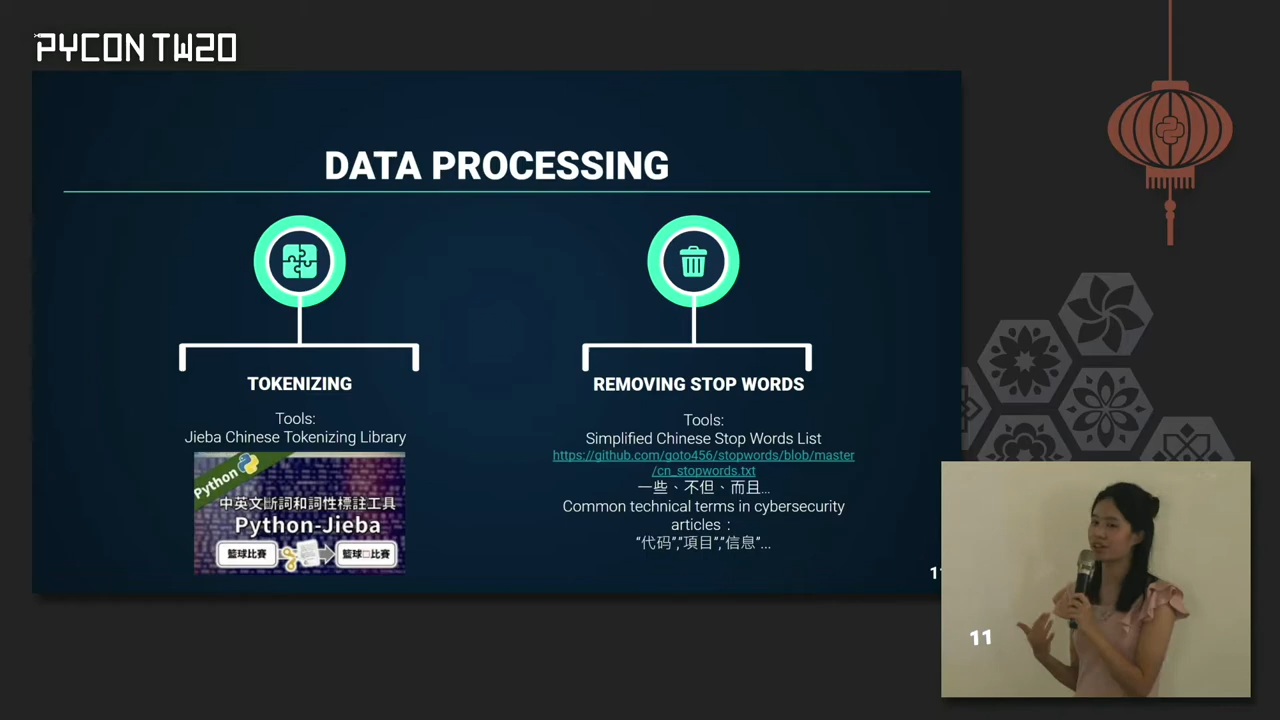 PYCON TW20
DATA PROCESSING
TOKENIZING
Tools:
Jieba Chinese Tokenizing Library
Python
中英文斷詞和詞性標註工具
Python-Jieba
籃球比賽
籃球□比賽
REMOVING STOP WORDS
Tools:
Simplified Chinese Stop Words List
https://github.com/goto456/stopwords/blob/master
/cn_stopwords.txt
一些、不但、而且...
Common technical terms in cybersecurity
articles：
“代码”,“項目”,“信息”...
11